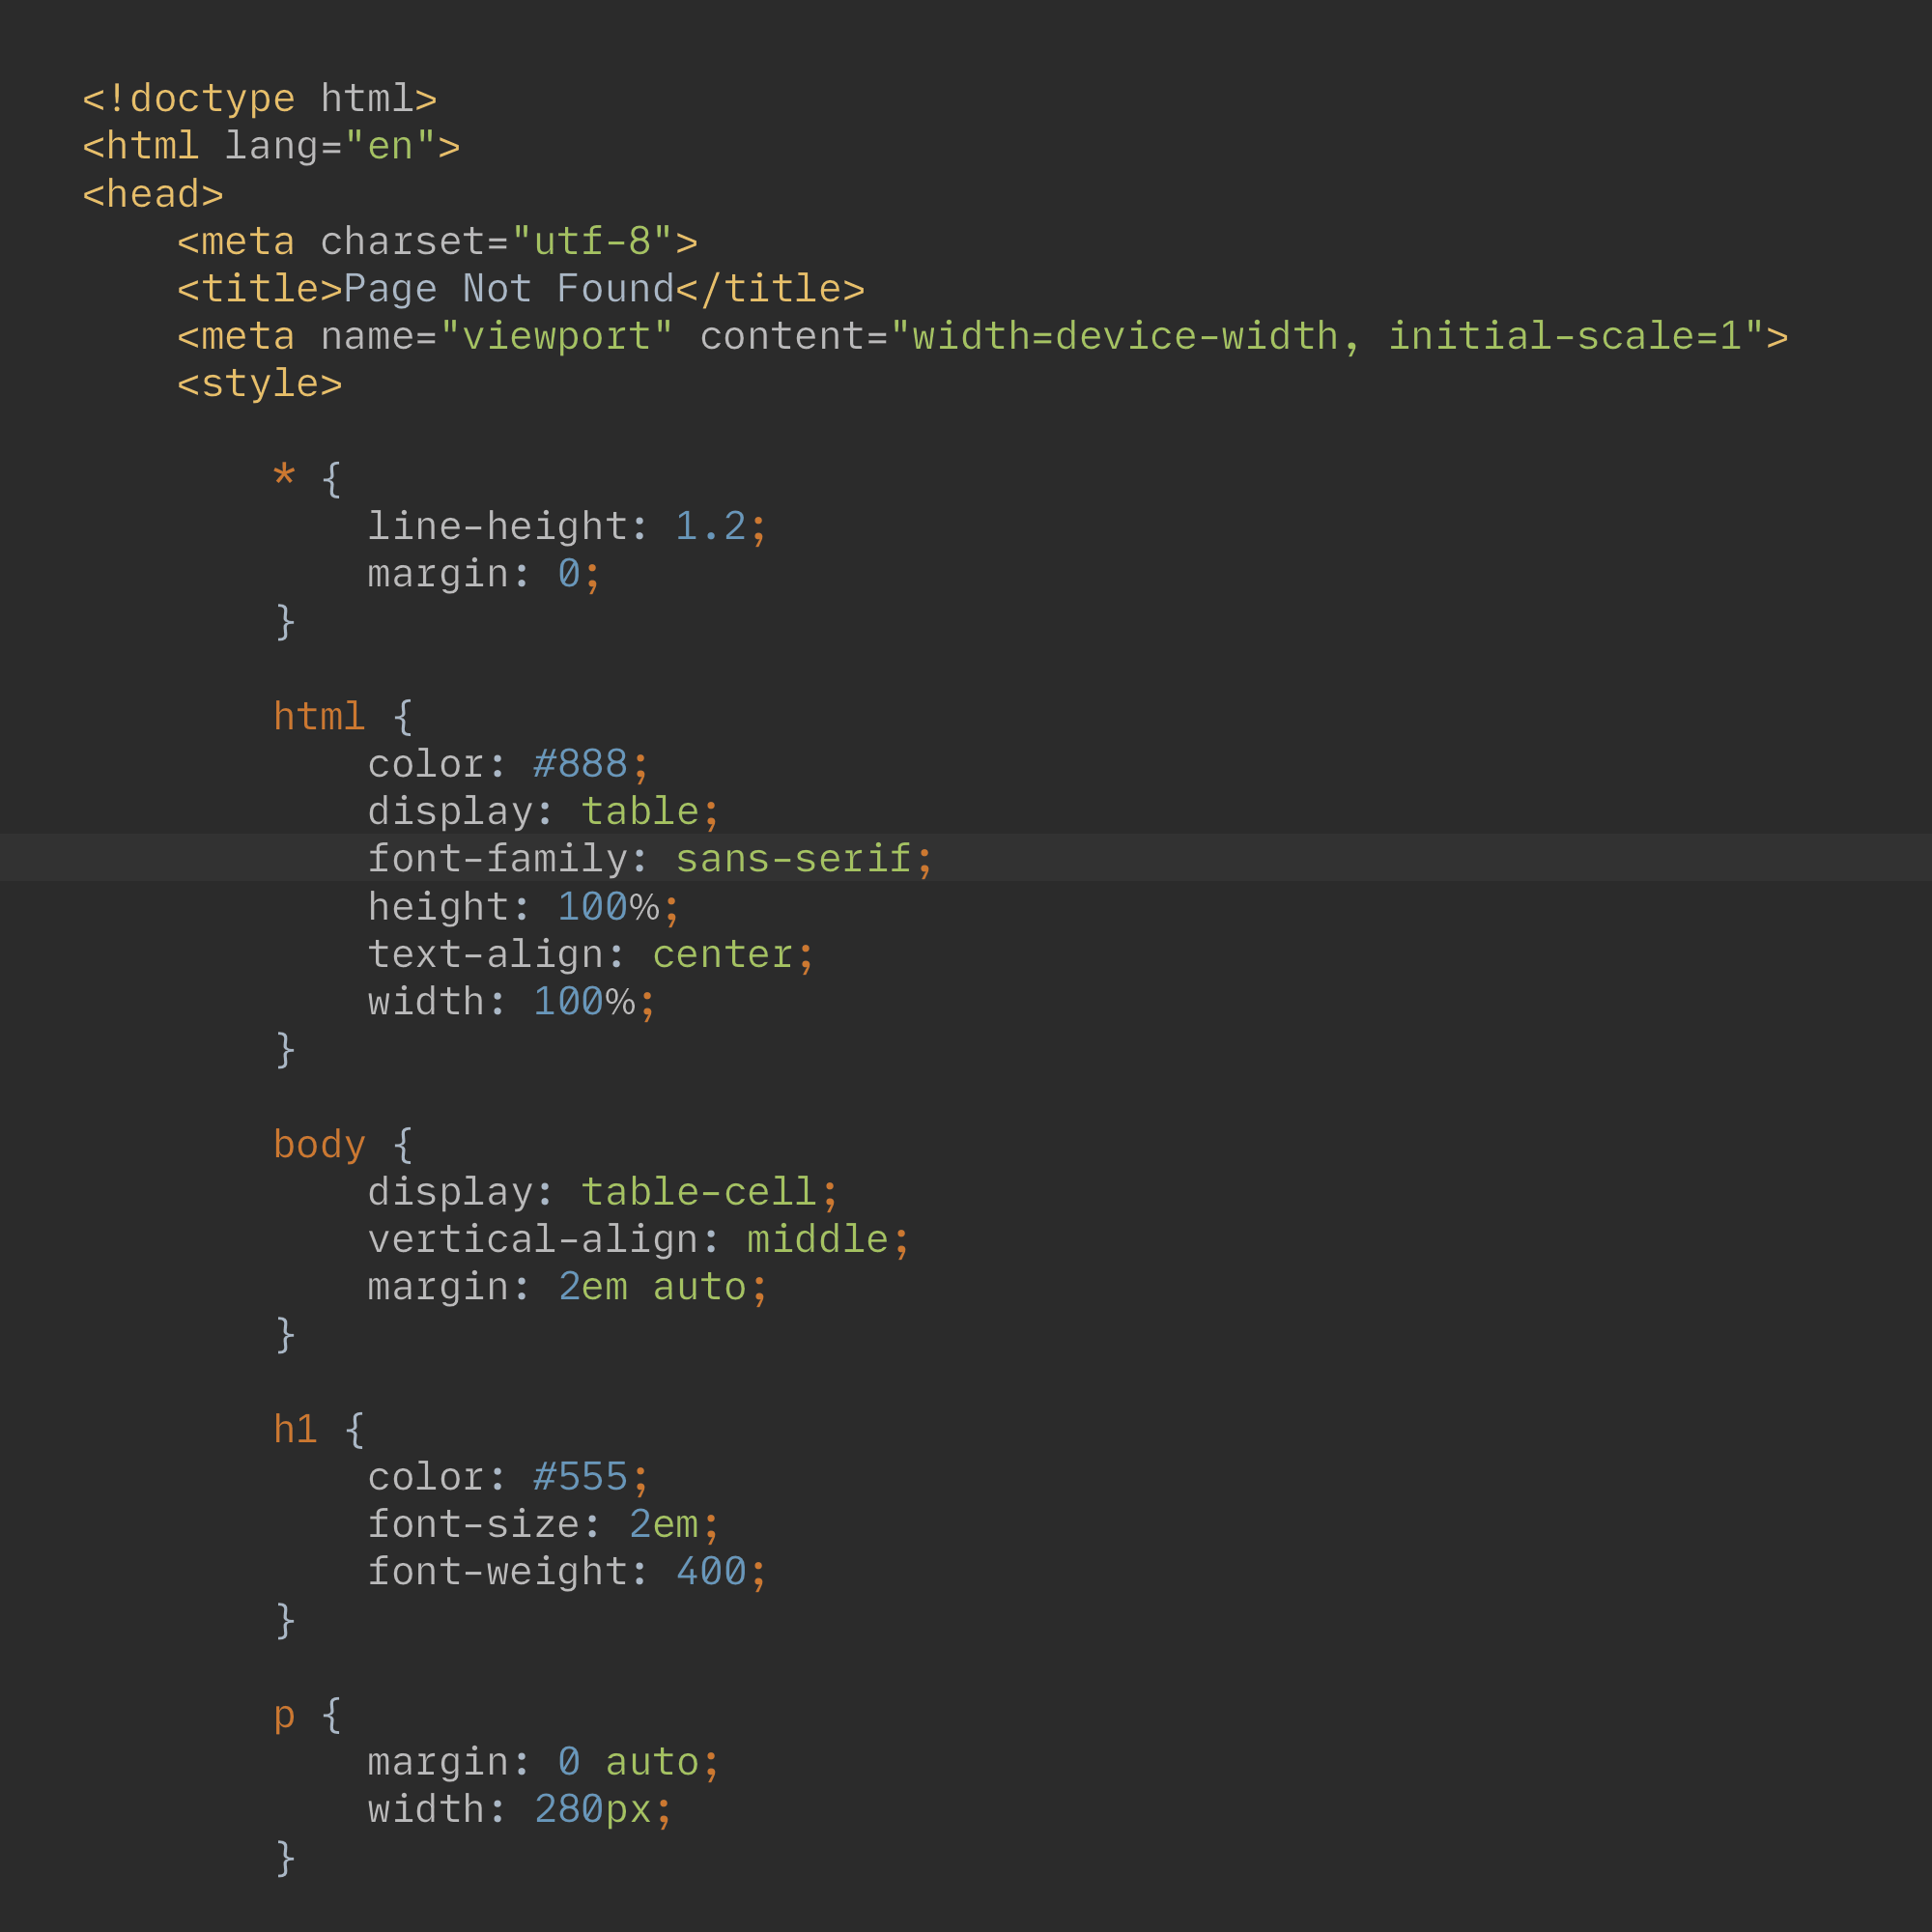 <!doctype html>
<html lang="en">
<head>
    <meta charset="utf-8">
    <title>Page Not Found</title>
    <meta name="viewport" content="width=device-width, initial-scale=1">
    <style>

        * {
            line-height: 1.2;
            margin: 0;
        }

        html {
            color: #888;
            display: table;
            font-family: sans-serif;
            height: 100%;
            text-align: center;
            width: 100%;
        }

        body {
            display: table-cell;
            vertical-align: middle;
            margin: 2em auto;
        }

        h1 {
            color: #555;
            font-size: 2em;
            font-weight: 400;
        }

        p {
            margin: 0 auto;
            width: 280px;
        }